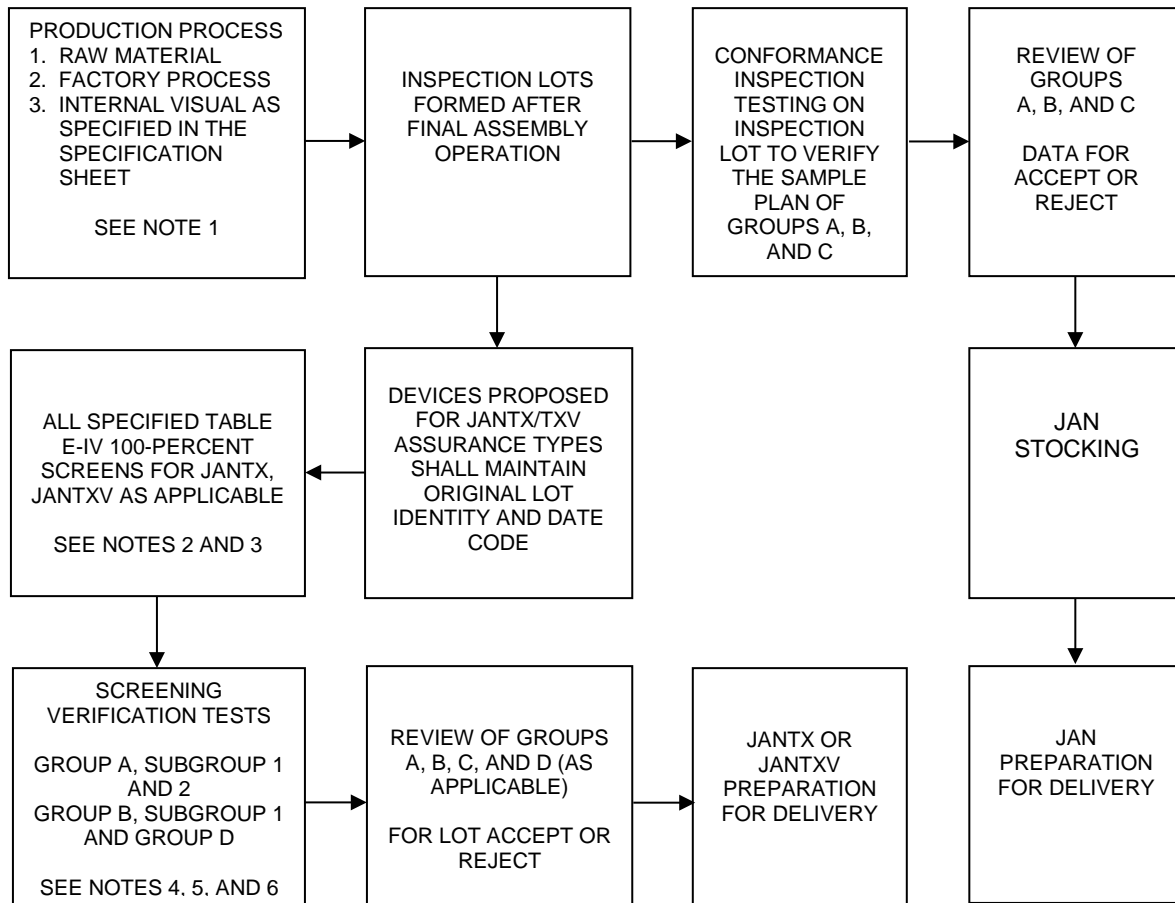 PRODUCTION PROCESS
1. RAW MATERIAL
2. FACTORY PROCESS
3. INTERNAL VISUAL AS
SPECIFIED IN THE
SPECIFICATION
SHEET
SEE NOTE 1
INSPECTION LOTS
FORMED AFTER
FINAL ASSEMBLY
OPERATION
CONFORMANCE
INSPECTION
TESTING ON
INSPECTION
LOT TO VERIFY
THE SAMPLE
PLAN OF
GROUPS A, B,
AND C
REVIEW OF
GROUPS
A, B, AND C
DATA FOR
ACCEPT OR
REJECT
ALL SPECIFIED TABLE
E-IV 100-PERCENT
SCREENS FOR JANTX,
JANTXV AS APPLICABLE
SEE NOTES 2 AND 3
DEVICES PROPOSED
FOR JANTX/TXV
ASSURANCE TYPES
SHALL MAINTAIN
ORIGINAL LOT
IDENTITY AND DATE
CODE
JAN
STOCKING
SCREENING
VERIFICATION TESTS
GROUP A, SUBGROUP 1
AND 2
GROUP B, SUBGROUP 1
AND GROUP D
SEE NOTES 4, 5, AND 6
REVIEW OF GROUPS
A, B, C, AND D (AS
APPLICABLE)
FOR LOT ACCEPT OR
REJECT
JANTX OR
JANTXV
PREPARATION
FOR DELIVERY
JAN
PREPARATION
FOR DELIVERY